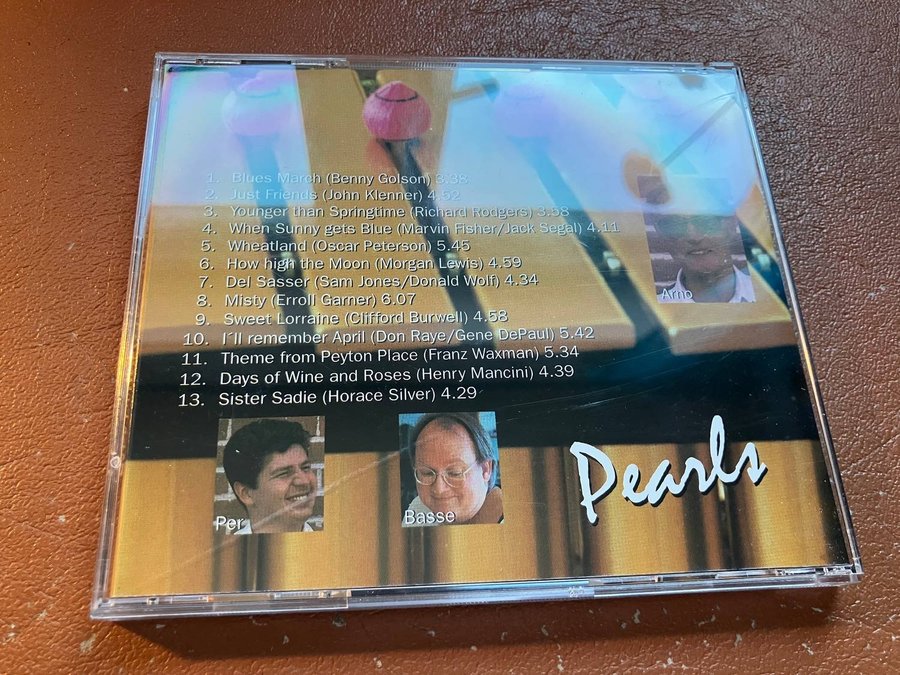 1. Blues March (Benny Golson) 3.38
2. Just Friends (John Klenner) 4.52
3. Younger than Springtime (Richard Rodgers) 3.58
4. When Sunny gets Blue (Marvin Fisher/Jack Segal) 4.11
5. Wheatland (Oscar Peterson) 5.45
6. How high the Moon (Morgan Lewis) 4.59
7. Del Sasser (Sam Jones/Donald Wolf) 4.34
8. Misty (Erroll Garner) 6.07
9. Sweet Lorraine (Clifford Burwell) 4.58
10. I´ll remember April (Don Raye/Gene DePaul) 5.42
11. Theme from Peyton Place (Franz Waxman) 5.34
12. Days of Wine and Roses (Henry Mancini) 4.39
13. Sister Sadie (Horace Silver) 4.29
Arno
Per
Basse
Pearls